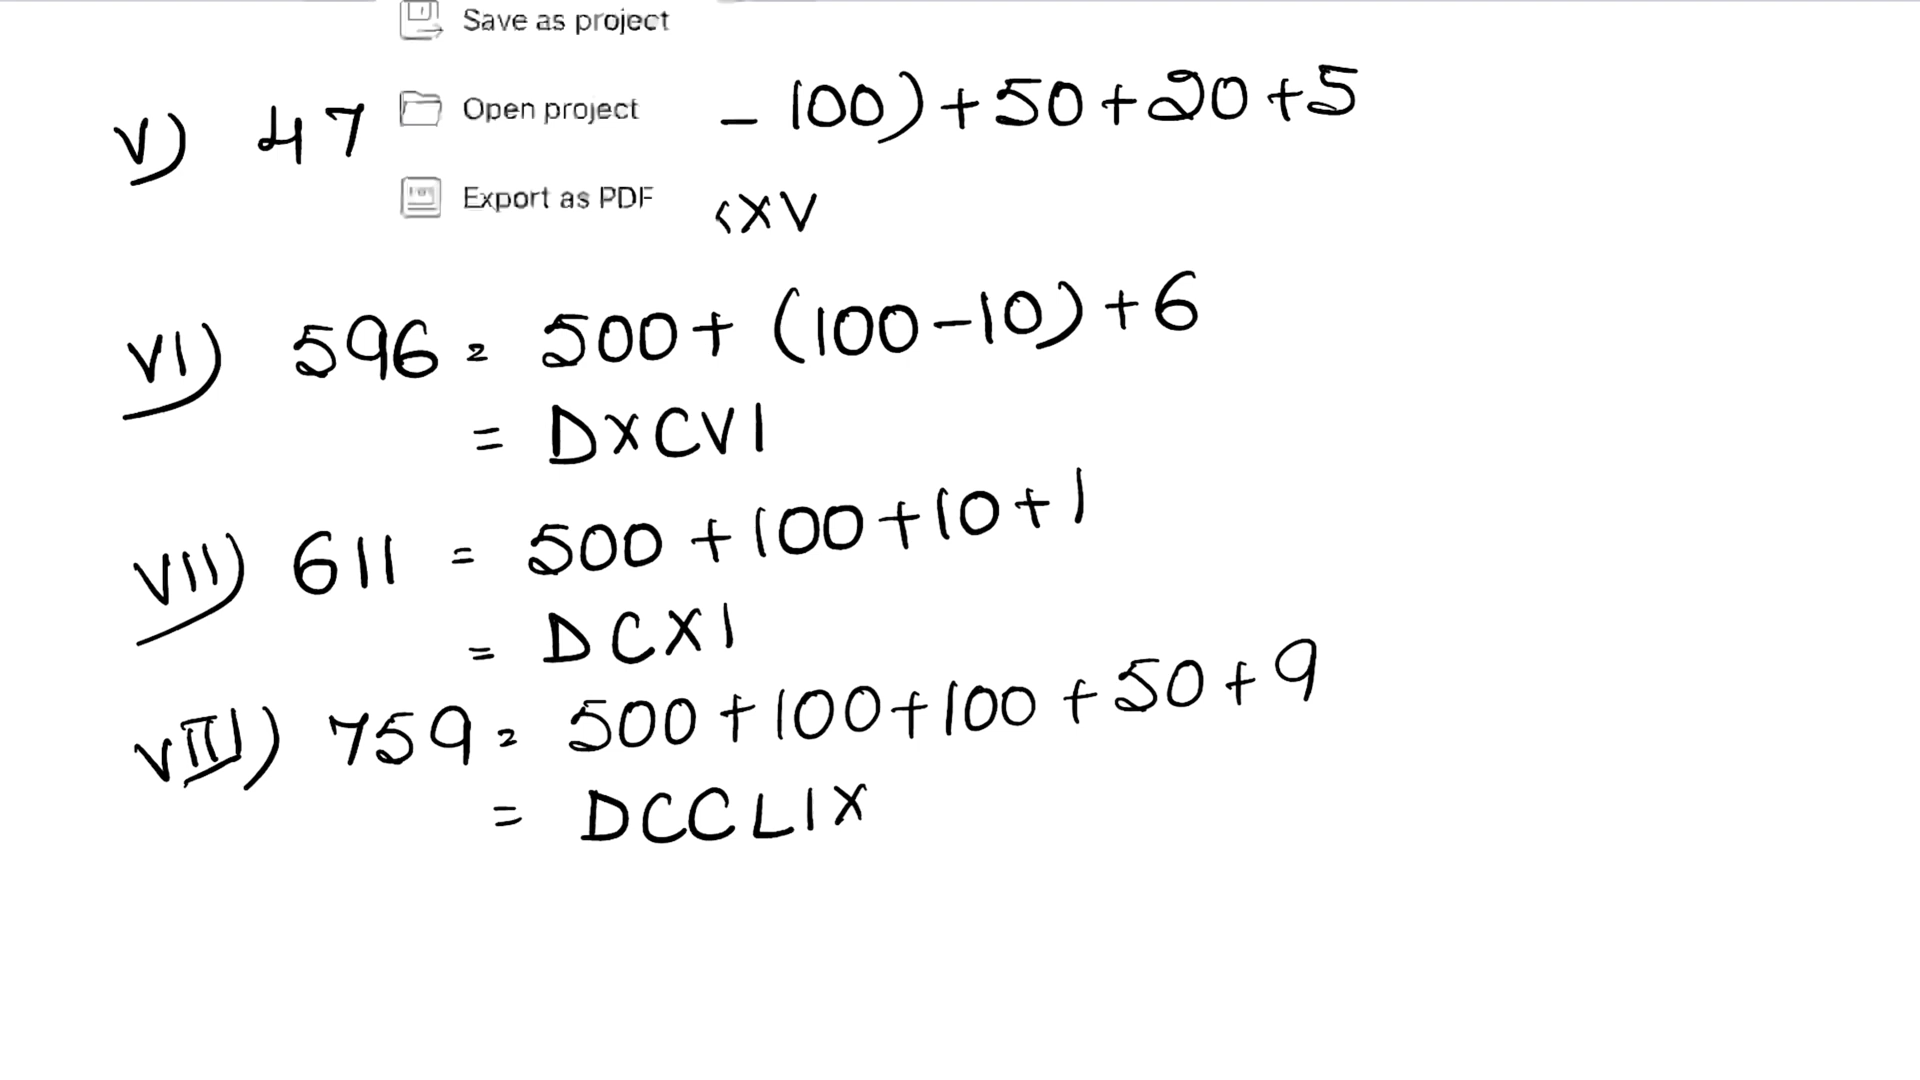 Save as project
V) 47 Open project - 100) + 50 + 20 + 5
Export as PDF XV
VI) 596 = 500 + (100 - 10) + 6
= DXCVI
VII) 611 = 500 + 100 + 10 + 1
= DCXI
VIII) 759 = 500 + 100 + 100 + 50 + 9
= DCCLIX